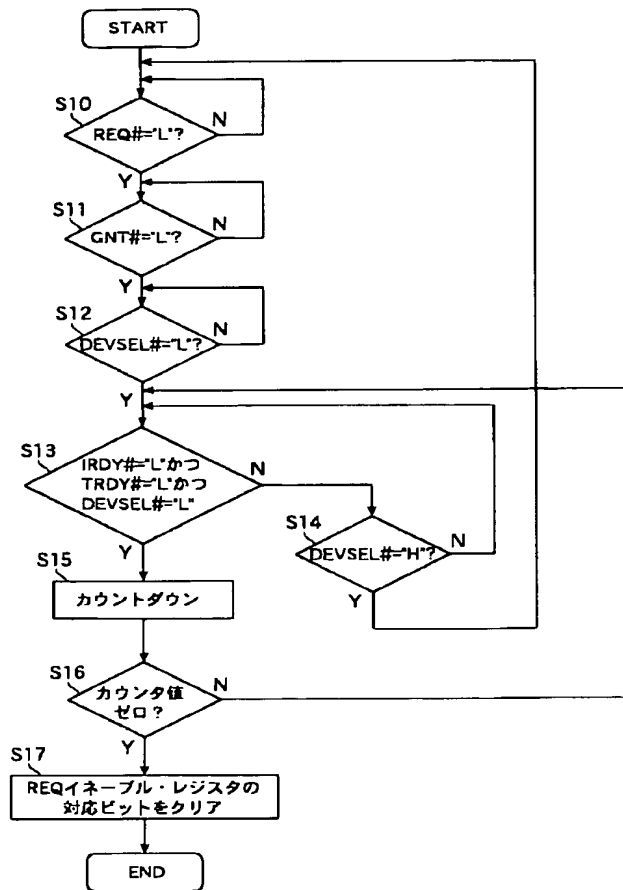 START
S10
REQ#="L"?
N
Y
S11
GNT#="L"?
N
Y
S12
DEVSEL#="L"?
N
Y
S13
IRDY#="L"かつ
TRDY#="L"かつ
DEVSEL#="L"
N
Y
S14
DEVSEL#="H"?
N
Y
S15
カウントダウン
S16
カウンタ値
ゼロ?
N
Y
S17
REQイネーブル・レジスタの
対応ビットをクリア
END